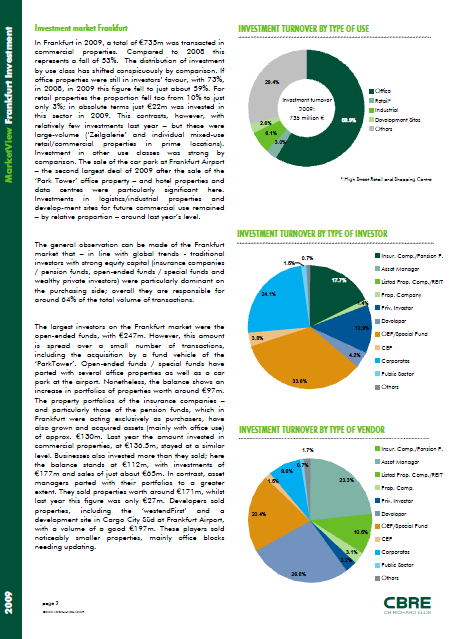 MarketView Frankfurt Investment
Investment market Frankfurt
In Frankfurt in 2009, a total of €735m was transacted in
commercial properties. Compared to 2008 this
represents a fall of 53%. The distribution of investment
by use class has shifted conspicuously by comparison. If
office properties were still in investors' favour, with 73%,
in 2008, in 2009 this figure fell to just about 59%. For
retail properties the proportion fell too from 10% to just
only 3%; in absolute terms just €22m was invested in
this sector in 2009. This contrasts, however, with
relatively few investments last year – but these were
large-volume ('Zeilgalerie' and individual mixed-use
retail/commercial properties in prime locations).
Investment in other use classes was strong by
comparison. The sale of the car park at Frankfurt Airport
– the second largest deal of 2009 after the sale of the
'Park Tower' office property – and hotel properties and
data centres were particularly significant here.
Investments in logistics/industrial properties and
develop-ment sites for future commercial use remained
– by relative proportion – around last year's level.
The general observation can be made of the Frankfurt
market that – in line with global trends - traditional
investors with strong equity capital (insurance companies
/ pension funds, open-ended funds / special funds and
wealthy private investors) were particularly dominant on
the purchasing side; overall they are responsible for
around 64% of the total volume of transactions.
The largest investors on the Frankfurt market were the
open-ended funds, with €247m. However, this amount
is spread over a small number of transactions,
including the acquisition by a fund vehicle of the
'ParkTower'. Open-ended funds / special funds have
parted with several office properties as well as a car
park at the airport. Nonetheless, the balance shows an
increase in portfolios of properties worth around €97m.
The property portfolios of the insurance companies –
and particularly those of the pension funds, which in
Frankfurt were acting exclusively as purchasers, have
also grown and acquired assets (mainly with office use)
of approx. €130m. Last year the amount invested in
commercial properties, at €136.5m, stayed at a similar
level. Businesses also invested more than they sold; here
the balance stands at €112m, with investments of
€177m and sales of just about €65m. In contrast, asset
managers parted with their portfolios to a greater
extent. They sold properties worth around €171m, whilst
last year this figure was only €27m. Developers sold
properties, including the 'westendFirst' and a
development site in Cargo City Süd at Frankfurt Airport,
with a volume of a good €197m. These players sold
noticeably smaller properties, mainly office blocks
needing updating.
INVESTMENT TURNOVER BY TYPE OF USE
29.4%
Investment turnover
2009:
735 million €
58.9%
2.6%
6.1%
3.0%
Office
Retail*
Industrial
Development Sites
Others
* High Street Retail and Shopping Centre
INVESTMENT TURNOVER BY TYPE OF INVESTOR
1.6%
0.7%
17.7%
24.1%
12.9%
4.2%
3.8%
33.6%
Insur. Comp./Pension F.
Asset Manager
Listed Prop. Comp./REIT
Prop. Company
Priv. Investor
Developer
OEF/Special Fund
CEF
Corporates
Public Sector
Others
INVESTMENT TURNOVER BY TYPE OF VENDOR
1.7%
0.7%
8.8%
23.3%
1.5%
20.4%
10.6%
3.1%
26.8%
Insur. Comp./Pension F.
Asset Manager
Listed Prop. Comp./REIT
Prop. Comp.
Priv. Investor
Developer
OEF/Special Fund
CEF
Corporates
Public Sector
Others
2009
page 2
CBRE
CB RICHARD ELLIS